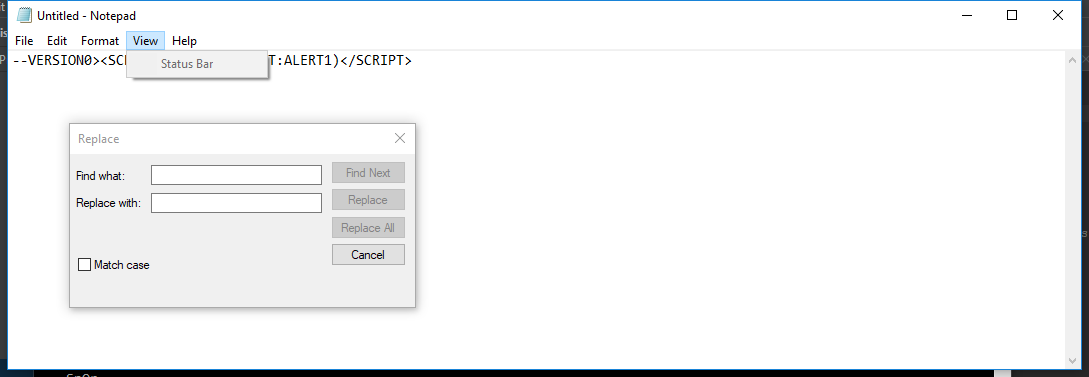 Untitled - Notepad
File Edit Format View Help
--VERSION0><SC T:ALERT1)</SCRIPT>
Status Bar
Replace
Find what:
Find Next
Replace with:
Replace
Replace All
Cancel
Match case